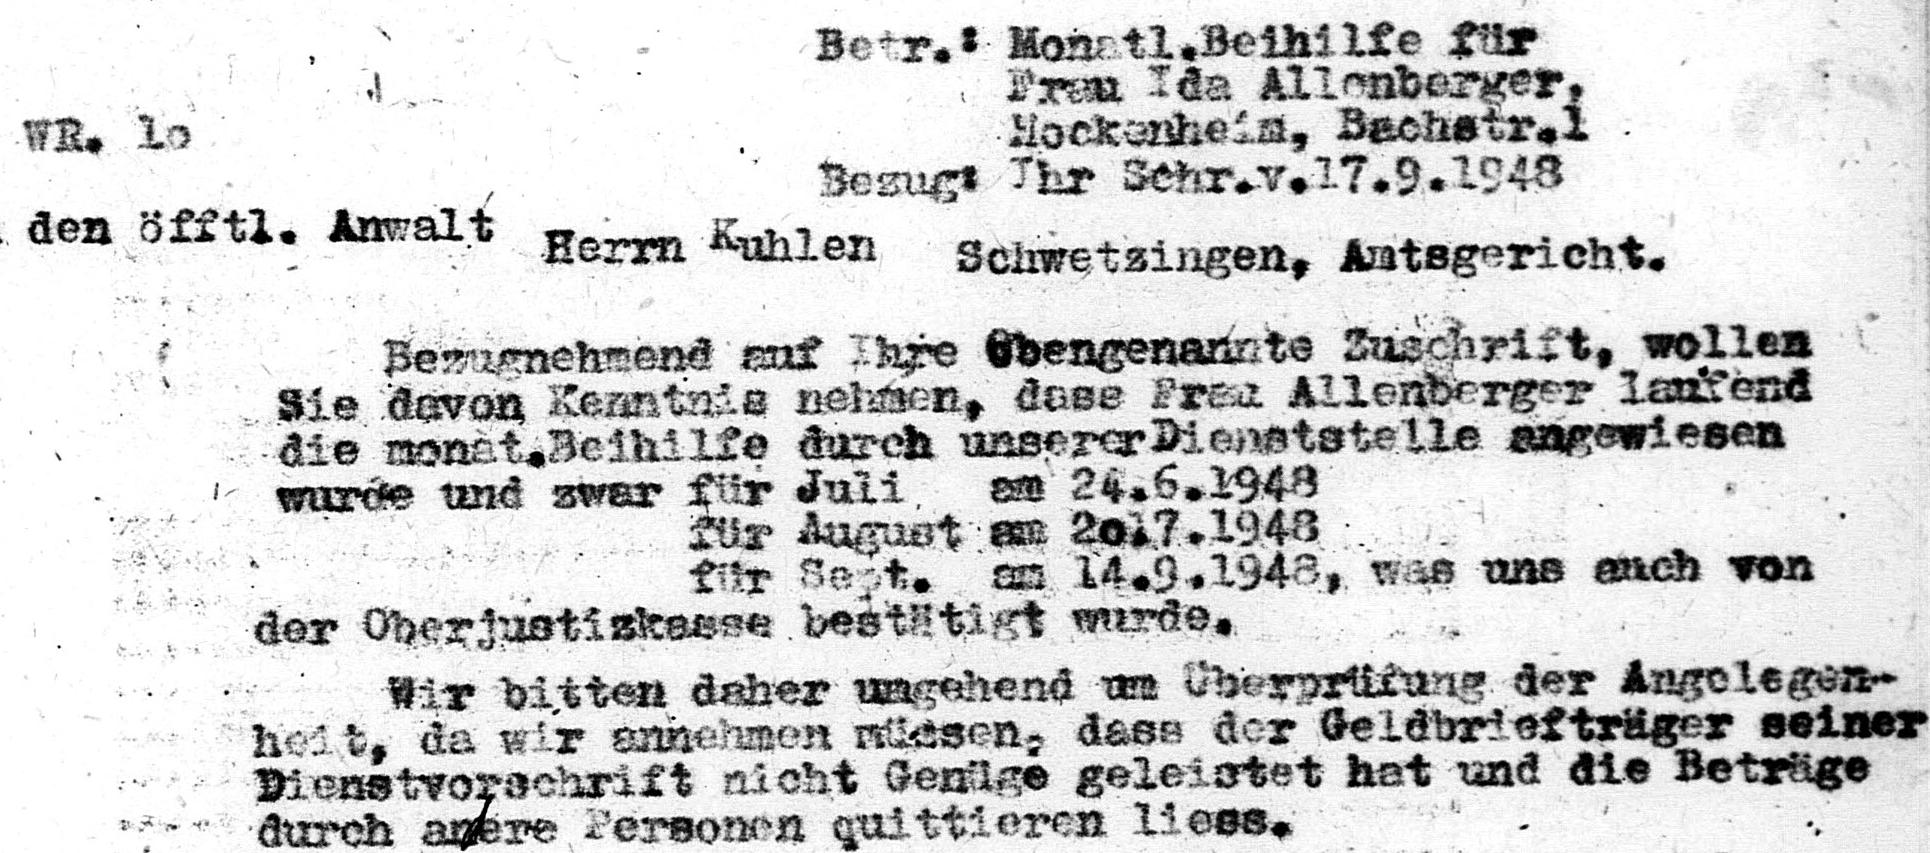 Betr.: Monatl.Beihilfe für
Frau Ida Allenberger,
Hockenheim, Bachstr.1
WR. lo
Bezug: Ihr Schr.v.17.9.1948
den öfftl. Anwalt Herrn Kuhlen Schwetzingen, Amtsgericht.
Bezugnehmend auf Ihre Obengenannte Zuschrift, wollen
Sie davon Kenntnis nehmen, dass Frau Allenberger laufend
die monat.Beihilfe durch unserer Dienststelle angewiesen
wurde und zwar für Juli am 24.6.1948
für August am 2o.7.1948
für Sept. am 14.9.1948, was uns auch von
der Oberjustizkasse bestätigt wurde.
Wir bitten daher umgehend um Überprüfung der Angelegen-
heit, da wir annehmen müssen, dass der Geldbriefträger seiner
Dienstvorschrift nicht Genüge geleistet hat und die Beträge
durch andere Personen quittieren liess.